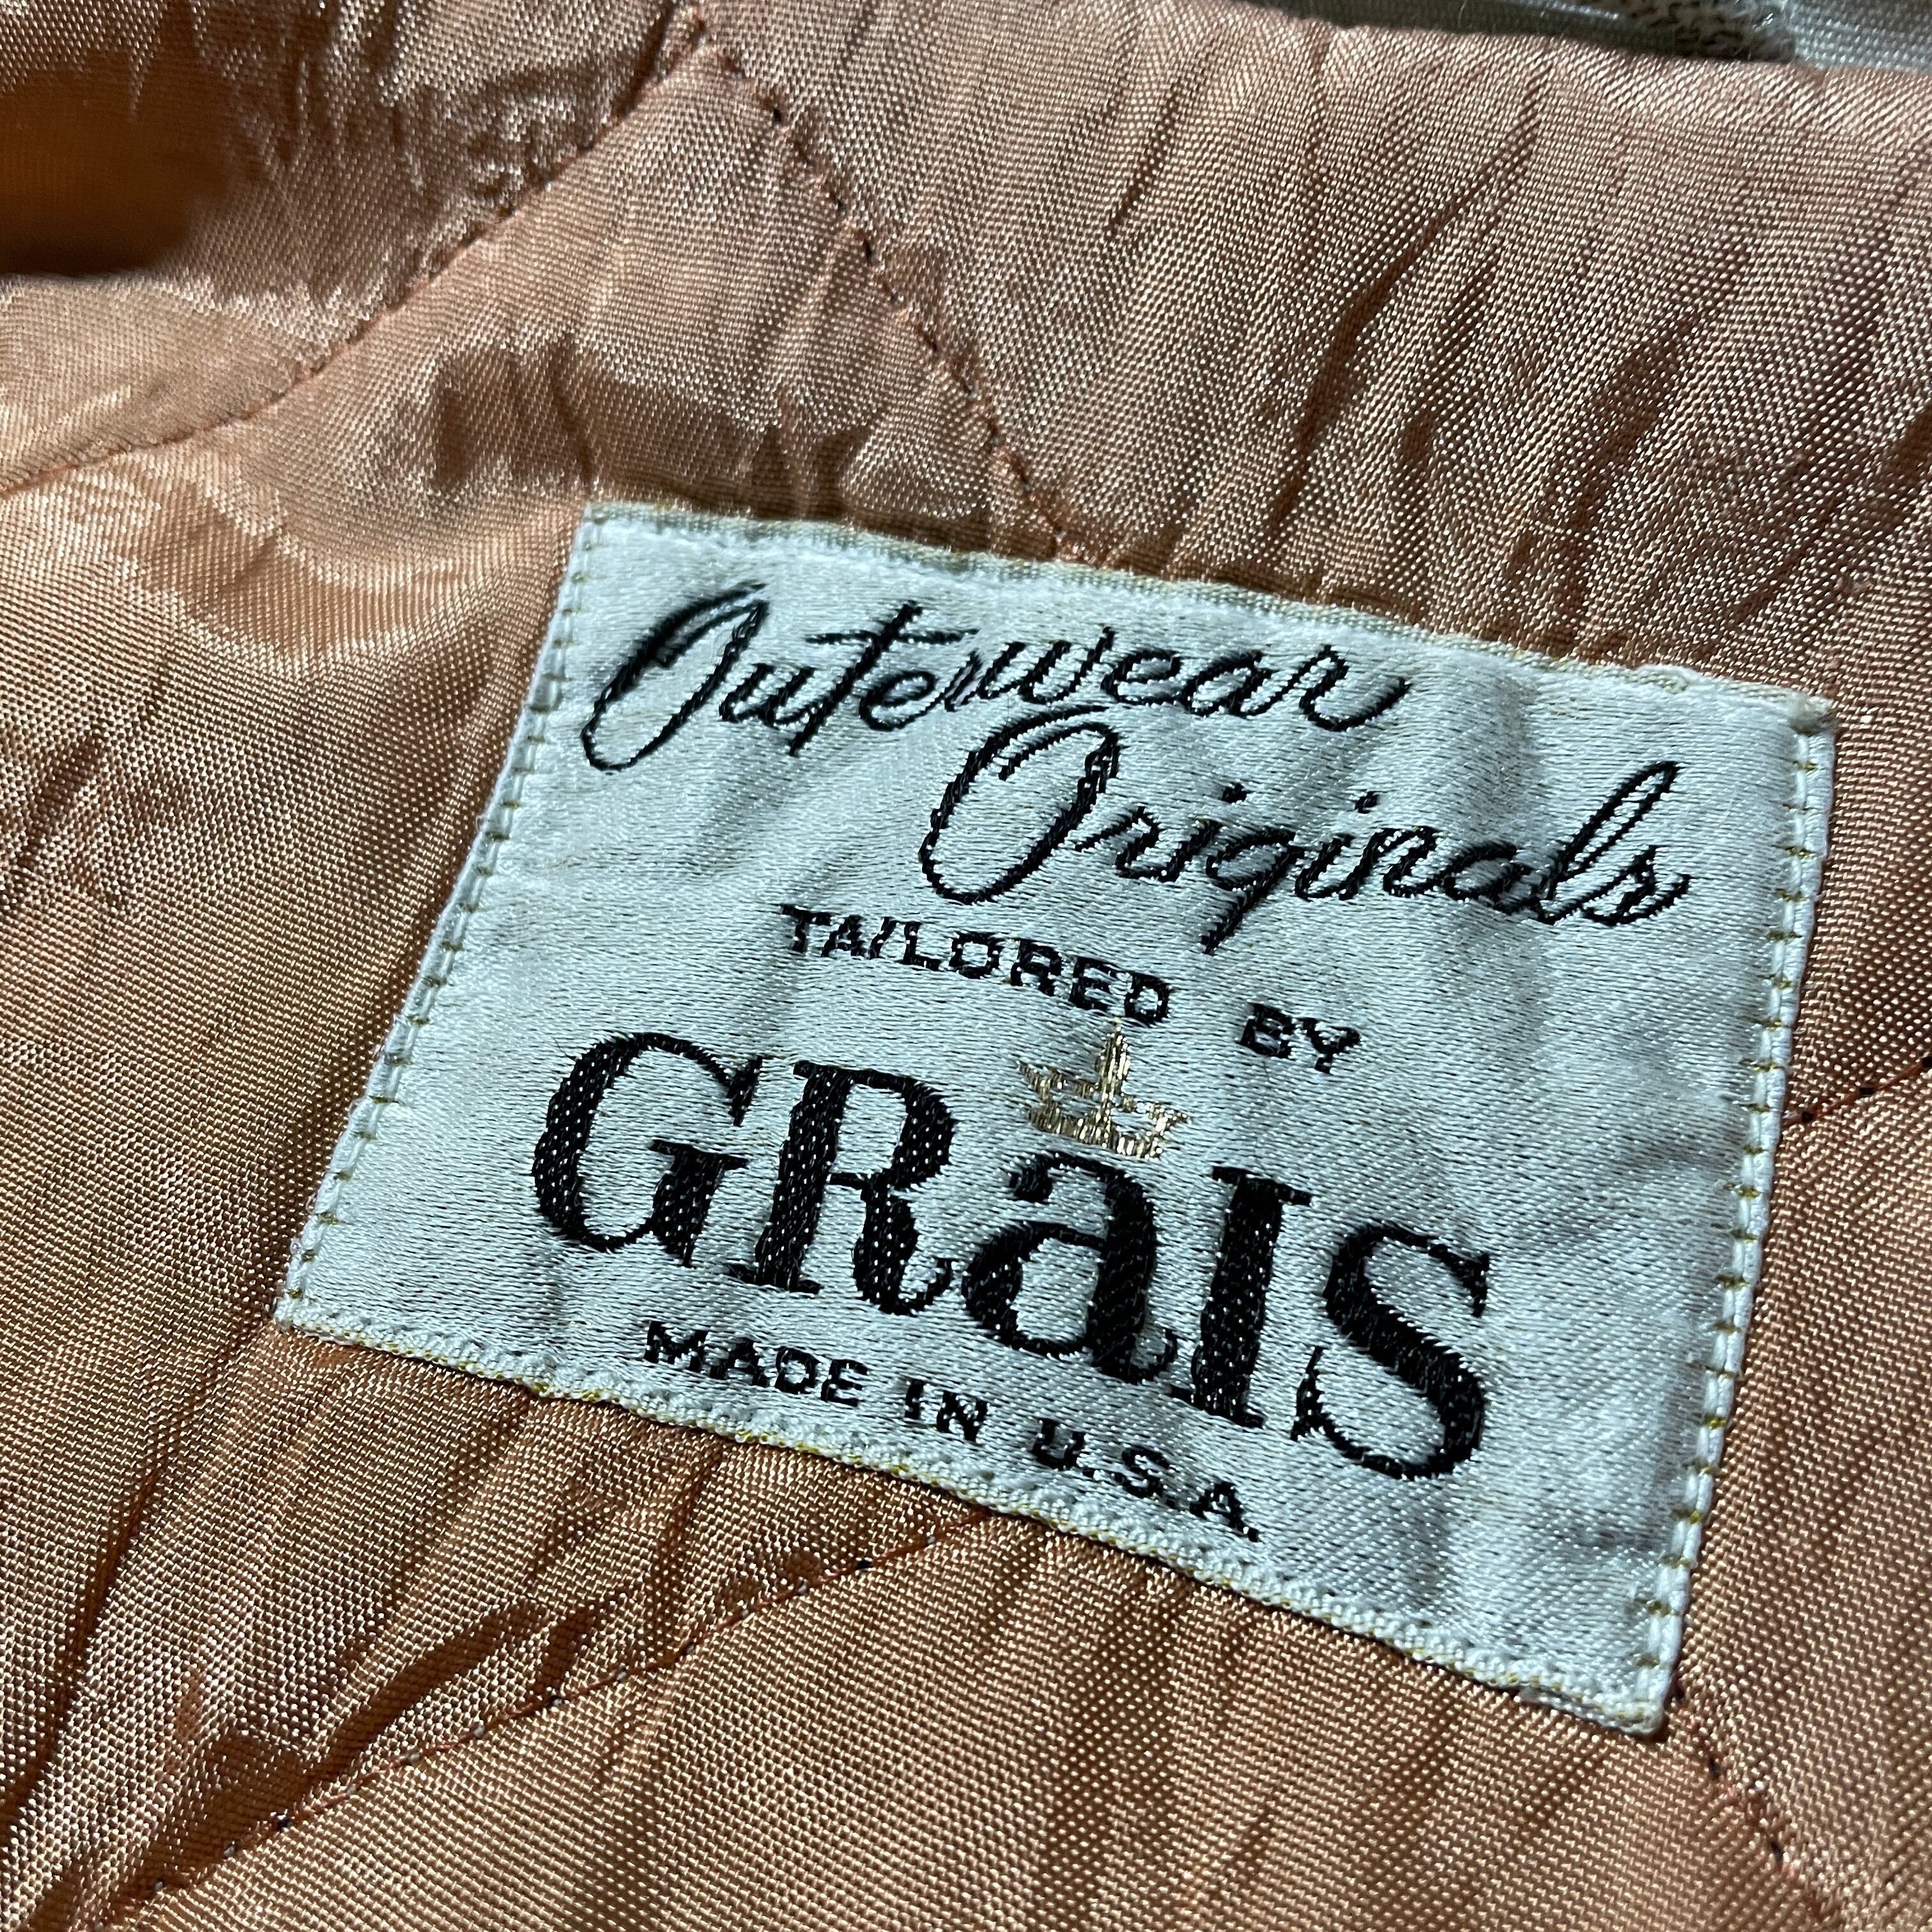 Outerwear
Originals
TAILORED BY
GRaIS
MADE IN U.S.A.